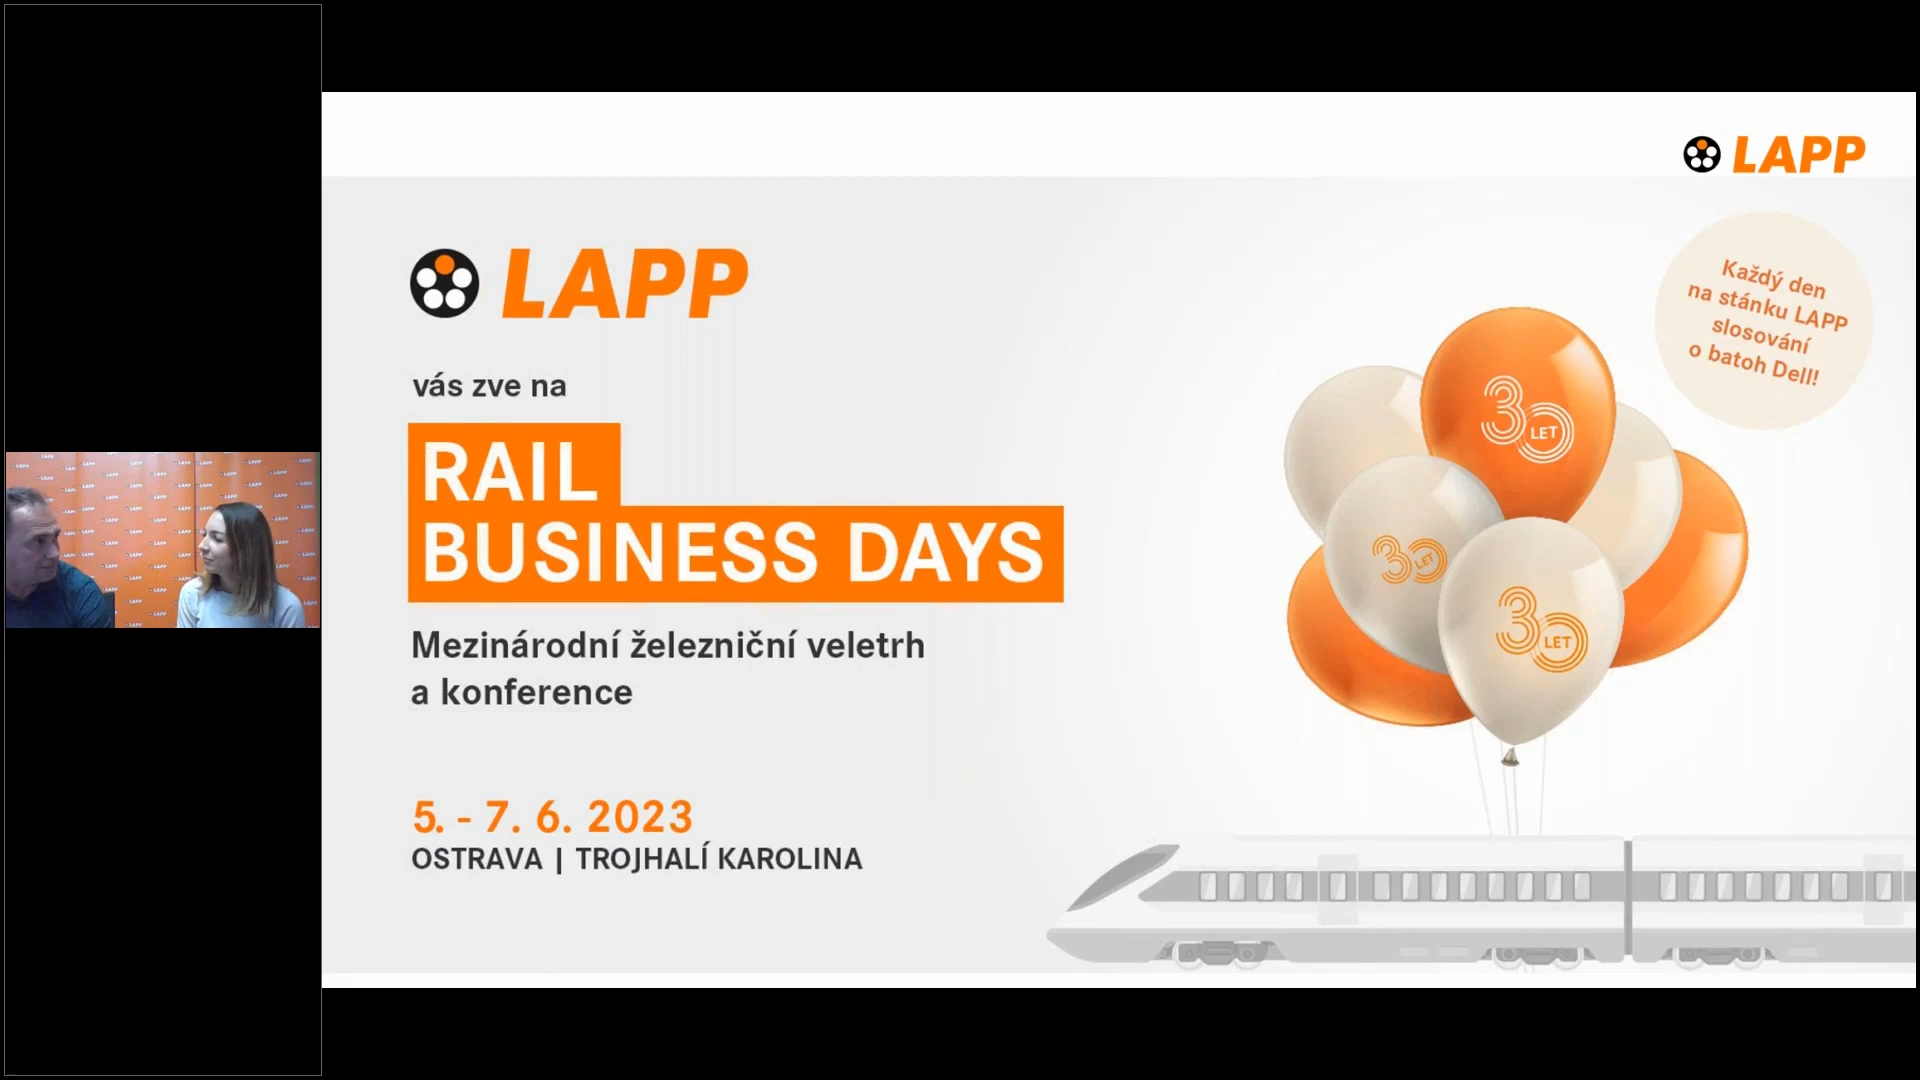 LAPP
LAPP
vás zve na
RAIL
BUSINESS DAYS
Mezinárodní železniční veletrh
a konference
5. - 7. 6. 2023
OSTRAVA | TROJHALÍ KAROLINA
Každý den
na stánku LAPP
slosování
o batoh Dell!
30
LET
30
LET
30
LET